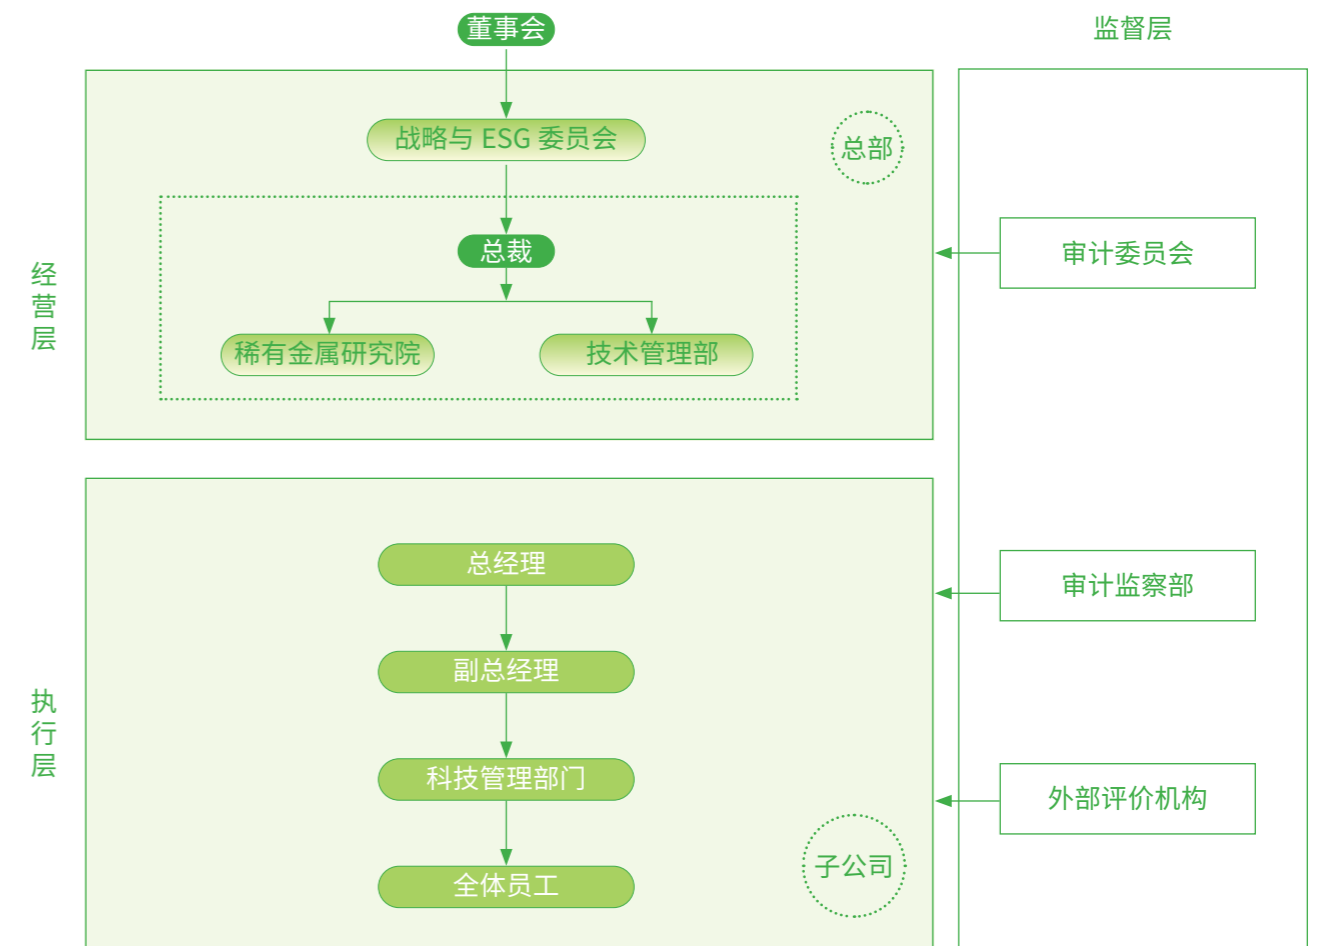 董事会
监督层
战略与 ESG 委员会
总部
总裁
审计委员会
经营层
稀有金属研究院
技术管理部
总经理
审计监察部
副总经理
执行层
科技管理部门
外部评价机构
子公司
全体员工